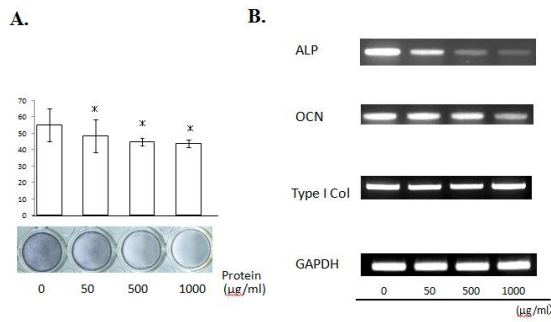 A.
70
60
50
40
30
20
10
0
* * *
Protein
0 50 500 1000 (µg/ml)
B.
ALP
OCN
Type I Col
GAPDH
0 50 500 1000
(µg/ml)